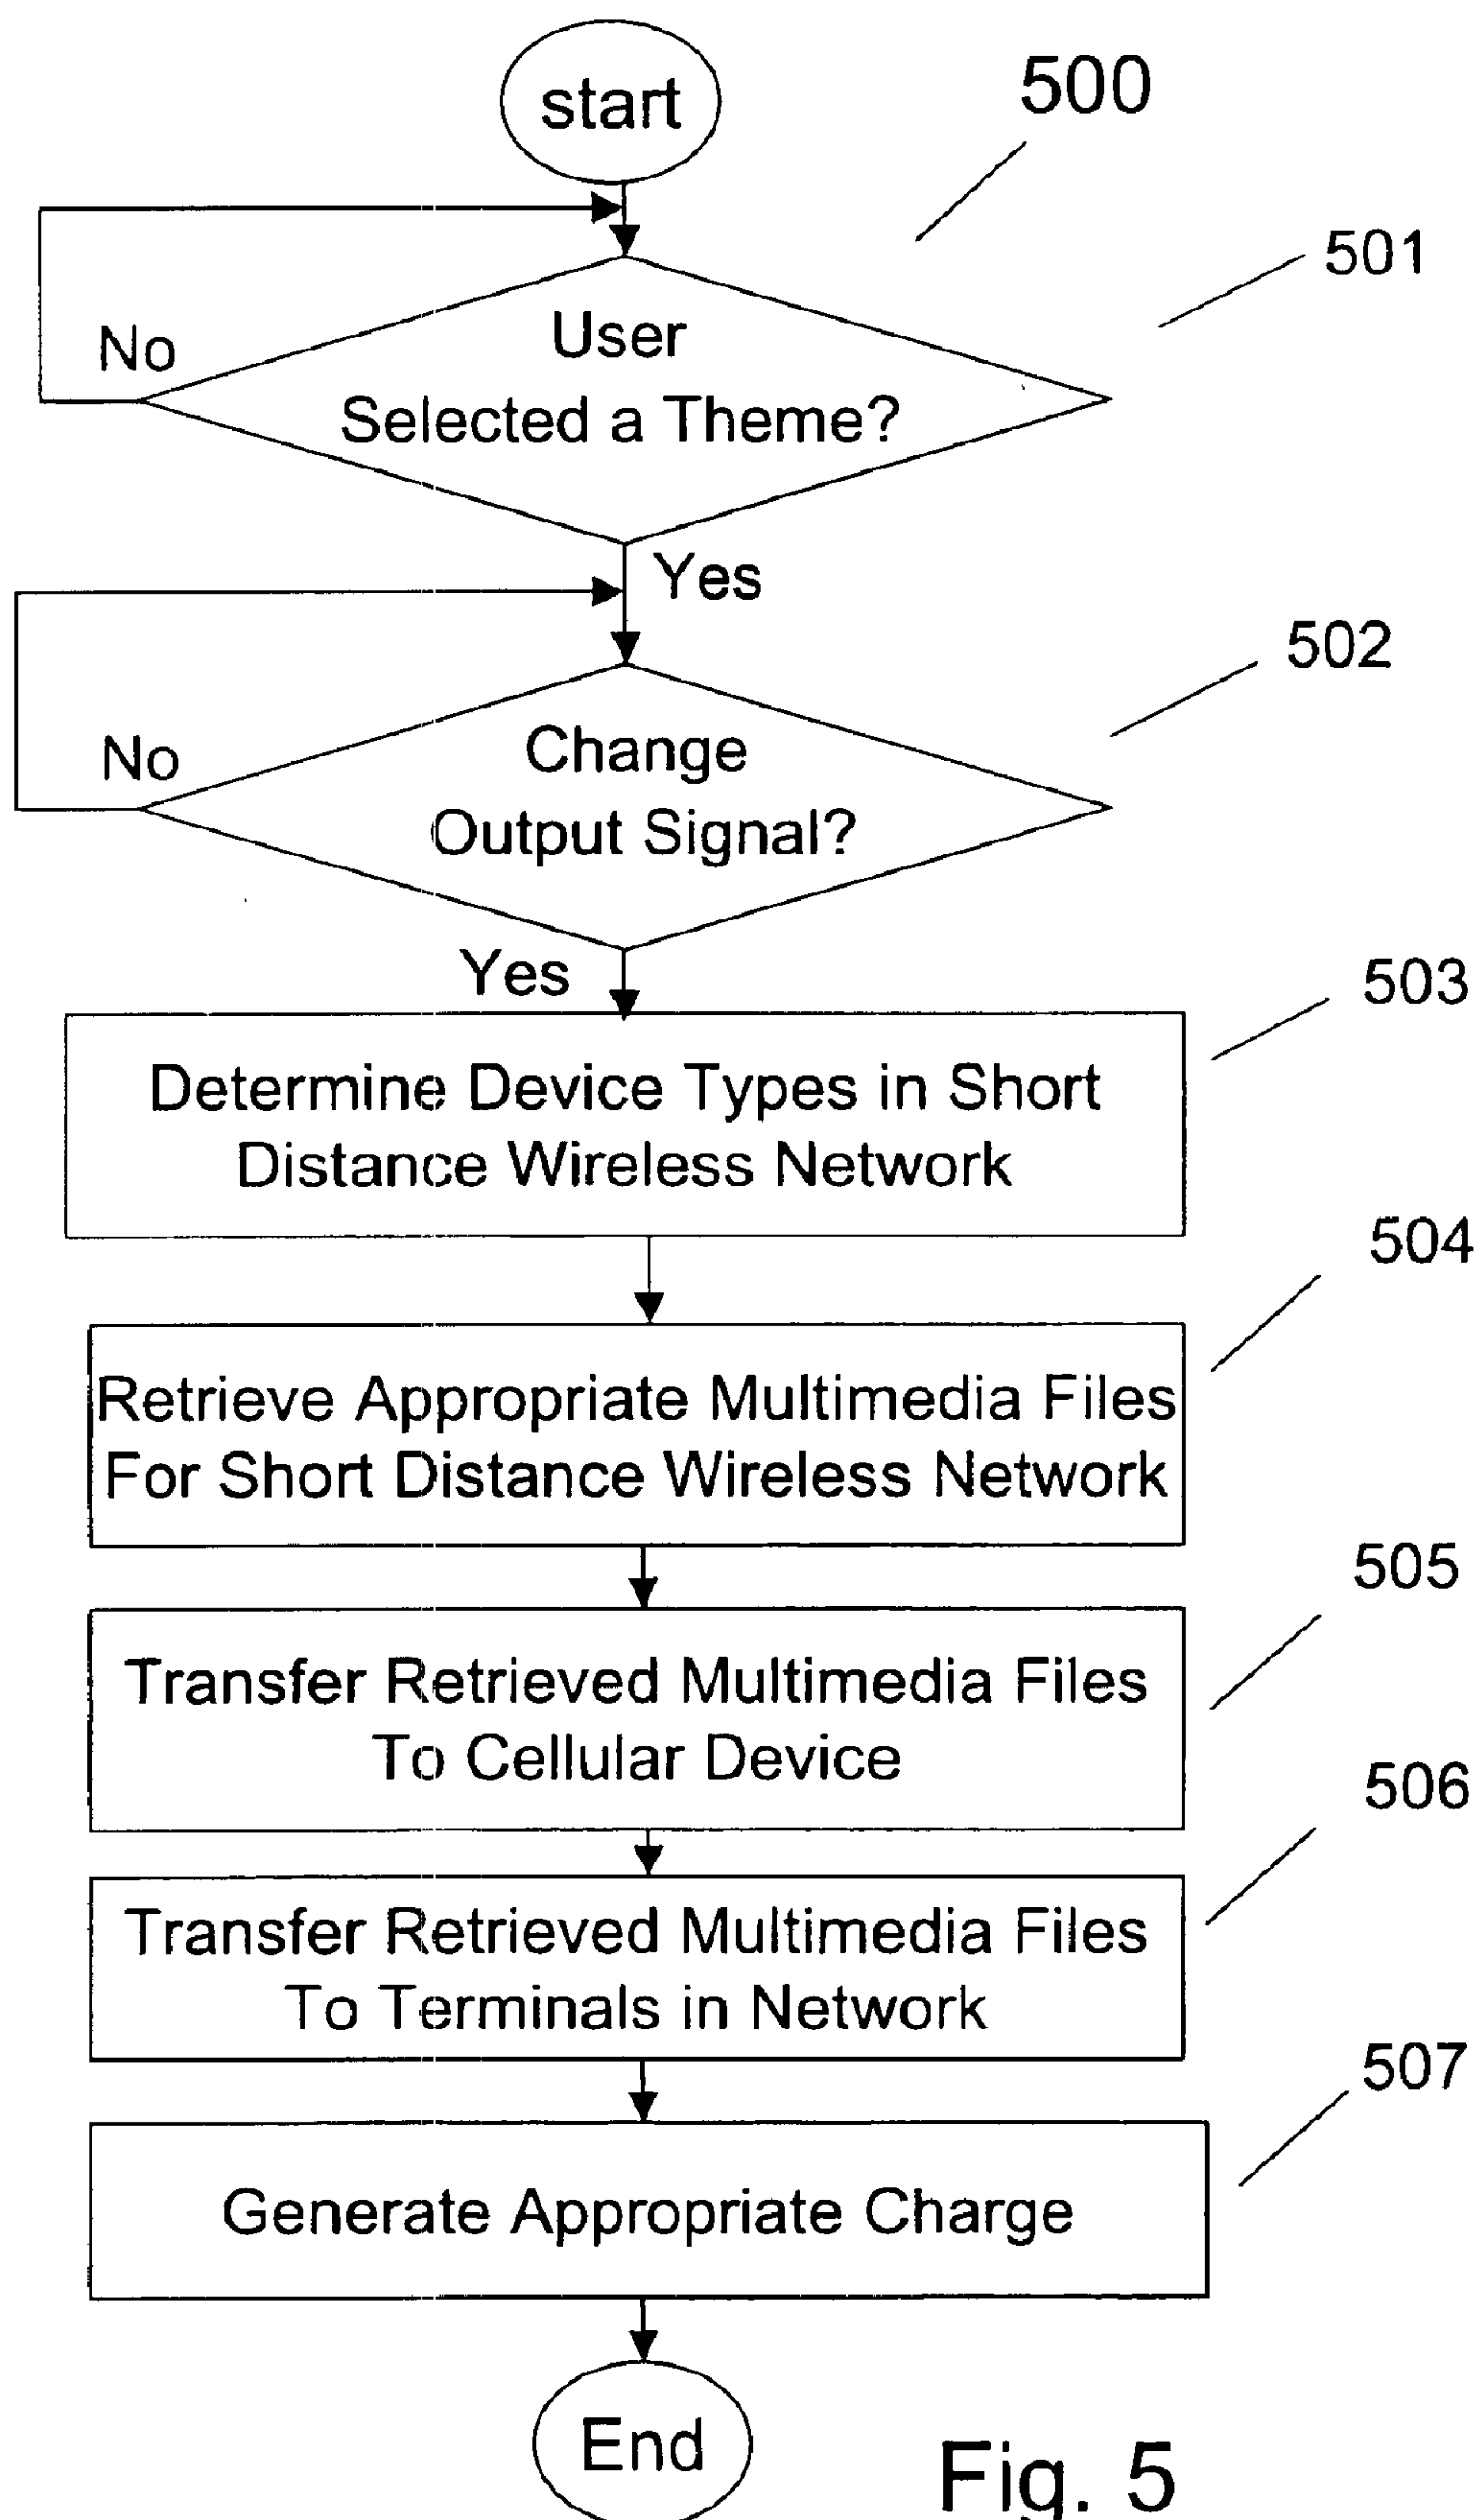 start
500
501
User
No
Selected a Theme?
Yes
502
Change
No
Output Signal?
Yes
503
Determine Device Types in Short
Distance Wireless Network
504
Retrieve Appropriate Multimedia Files
For Short Distance Wireless Network
505
Transfer Retrieved Multimedia Files
To Cellular Device
506
Transfer Retrieved Multimedia Files
To Terminals in Network
507
Generate Appropriate Charge
End
Fig. 5